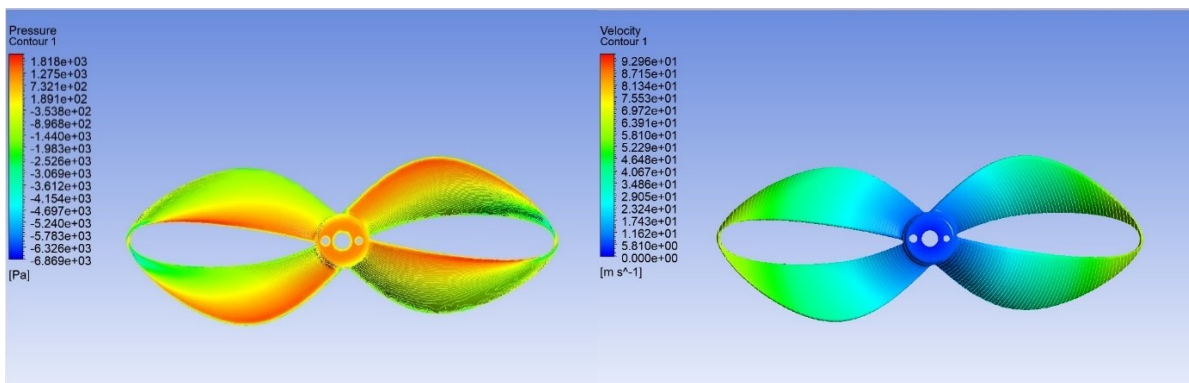 Pressure
Contour 1
1.818e+03
1.275e+03
7.321e+02
1.891e+02
-3.538e+02
-8.968e+02
-1.440e+03
-1.983e+03
-2.526e+03
-3.069e+03
-3.612e+03
-4.154e+03
-4.697e+03
-5.240e+03
-5.783e+03
-6.326e+03
-6.869e+03
[Pa]
Velocity
Contour 1
9.296e+01
8.715e+01
8.134e+01
7.553e+01
6.972e+01
6.391e+01
5.810e+01
5.229e+01
4.648e+01
4.067e+01
3.486e+01
2.905e+01
2.324e+01
1.743e+01
1.162e+01
5.810e+00
0.000e+00
[m s^-1]